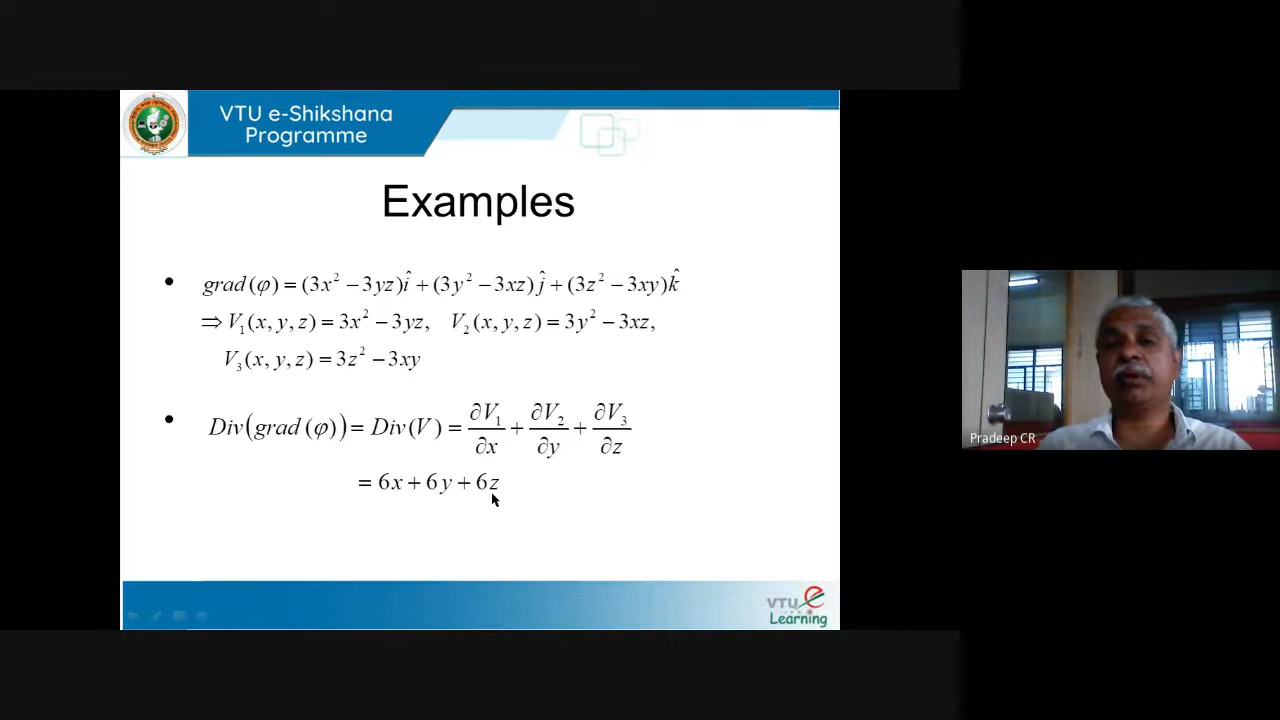 VTU e-Shikshana
Programme
Examples
• grad(φ) = (3x² − 3yz)î + (3y² − 3xz)ĵ + (3z² − 3xy)k̂
⇒ V₁(x, y, z) = 3x² − 3yz, V₂(x, y, z) = 3y² − 3xz,
V₃(x, y, z) = 3z² − 3xy
• Div(grad(φ)) = Div(V) = ∂V₁/∂x + ∂V₂/∂y + ∂V₃/∂z
= 6x + 6y + 6z
Pradeep CR
VTU e
Learning